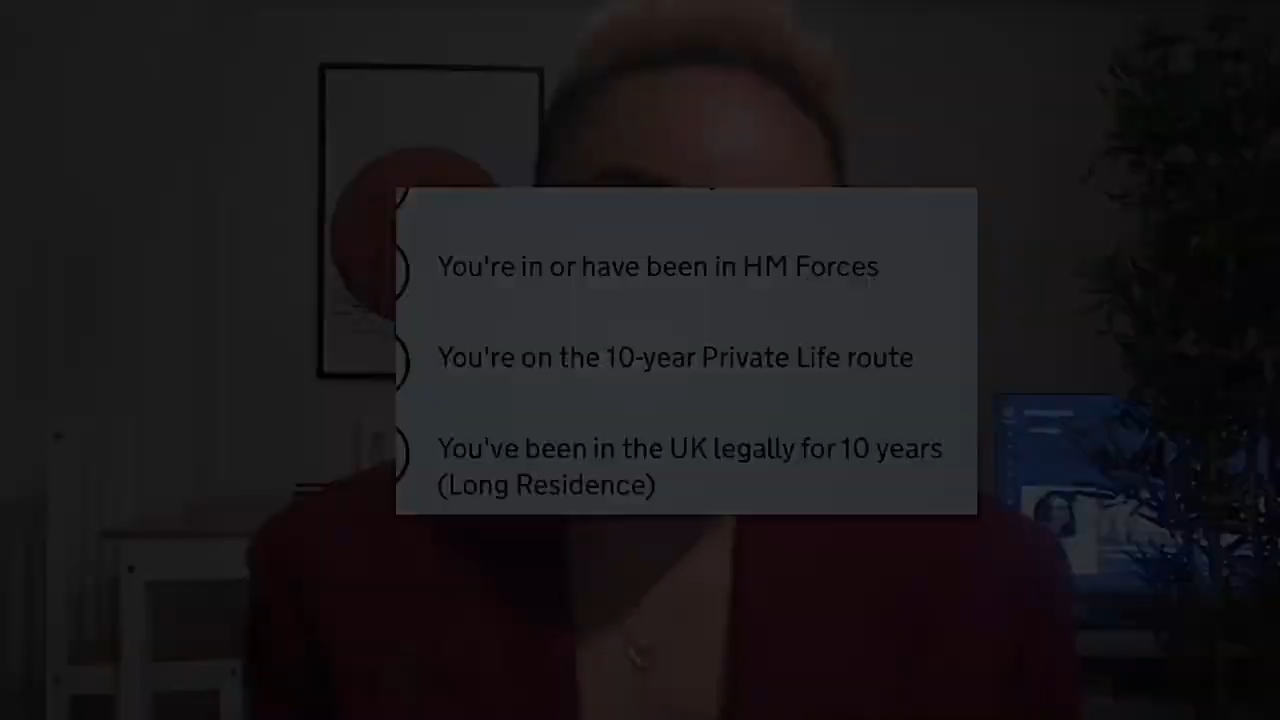 You're in or have been in HM Forces
You're on the 10-year Private Life route
You've been in the UK legally for 10 years
(Long Residence)